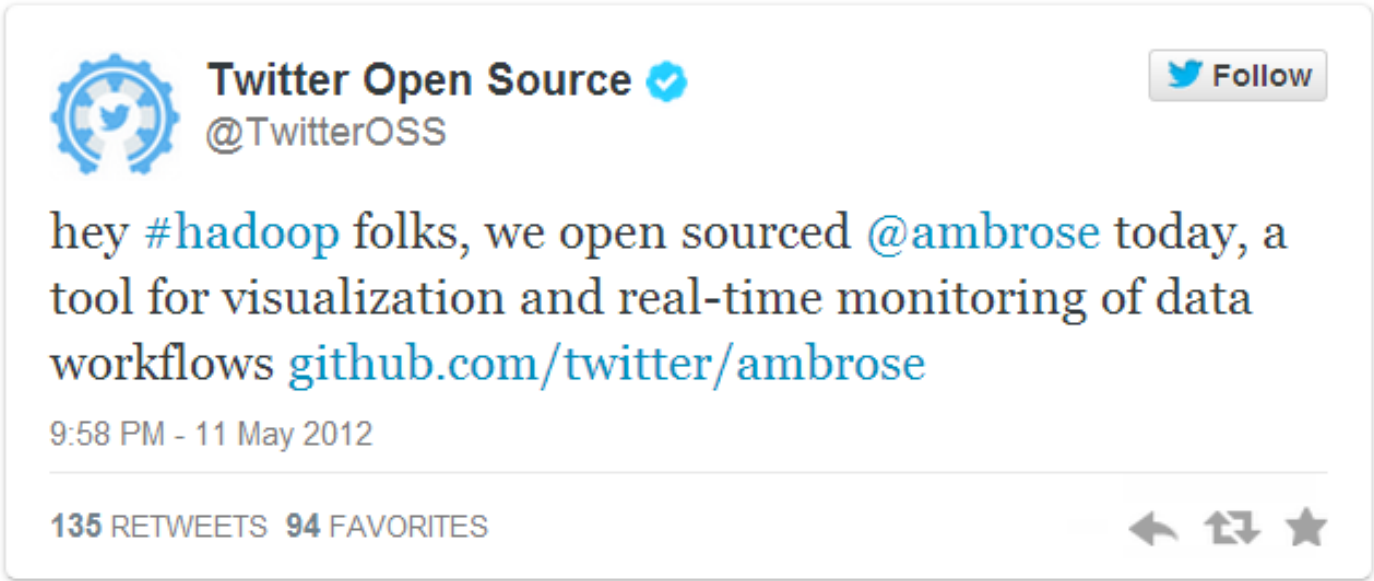 Twitter Open Source
@TwitterOSS
Follow
hey #hadoop folks, we open sourced @ambrose today, a
tool for visualization and real-time monitoring of data
workflows github.com/twitter/ambrose
9:58 PM - 11 May 2012
135 RETWEETS 94 FAVORITES